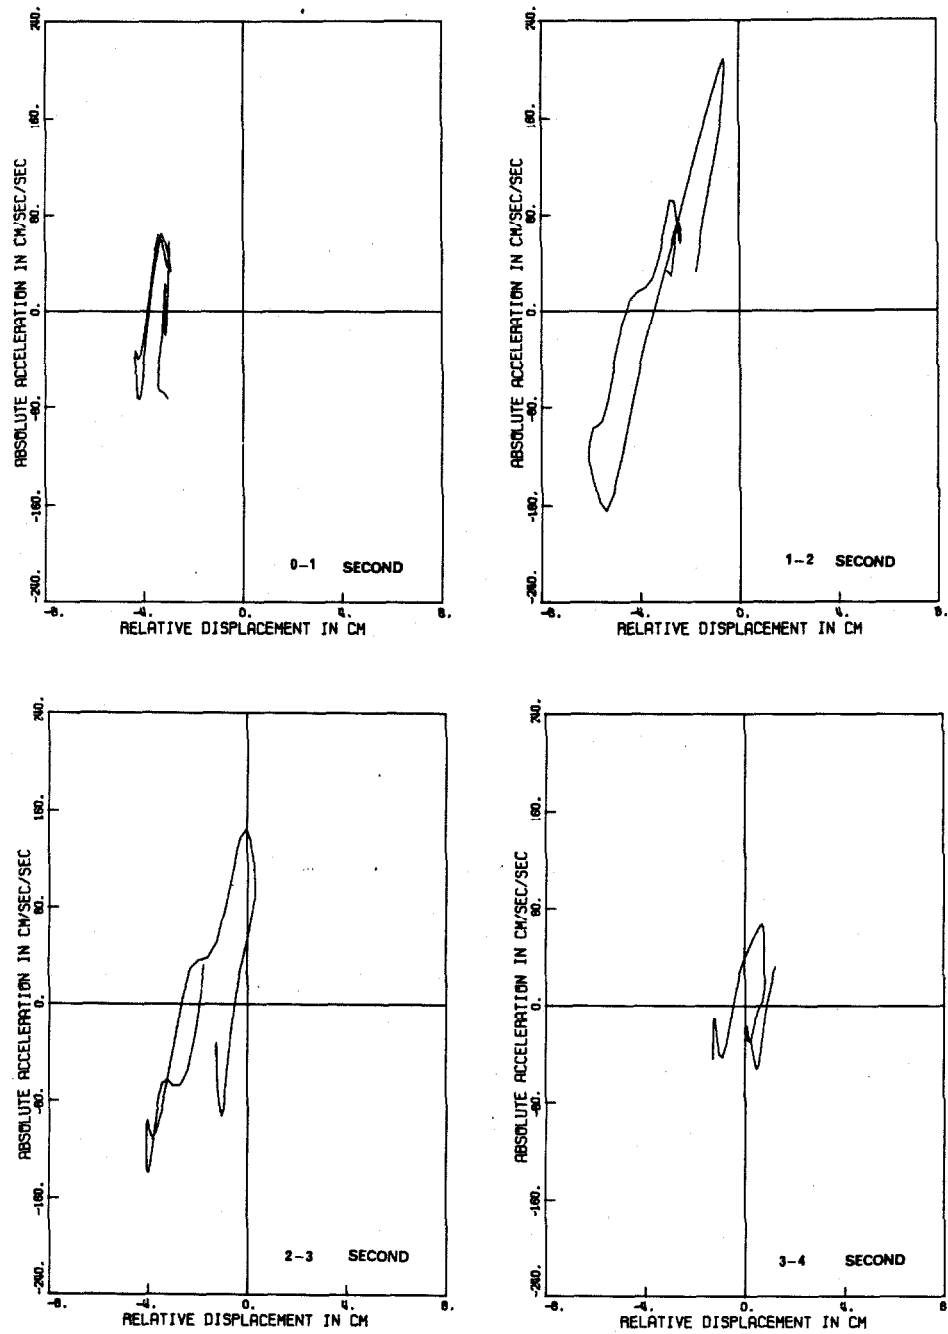 240.
160.
80.
0.
-80.
-160.
-240.
ABSOLUTE ACCELERATION IN CM/SEC/SEC
0-1 SECOND
-8. -4. 0. 4. 8.
RELATIVE DISPLACEMENT IN CM
240.
160.
80.
0.
-80.
-160.
-240.
ABSOLUTE ACCELERATION IN CM/SEC/SEC
1-2 SECOND
-8. -4. 0. 4. 8.
RELATIVE DISPLACEMENT IN CM
240.
160.
80.
0.
-80.
-160.
-240.
ABSOLUTE ACCELERATION IN CM/SEC/SEC
2-3 SECOND
-8. -4. 0. 4. 8.
RELATIVE DISPLACEMENT IN CM
240.
160.
80.
0.
-80.
-160.
-240.
ABSOLUTE ACCELERATION IN CM/SEC/SEC
3-4 SECOND
-8. -4. 0. 4. 8.
RELATIVE DISPLACEMENT IN CM